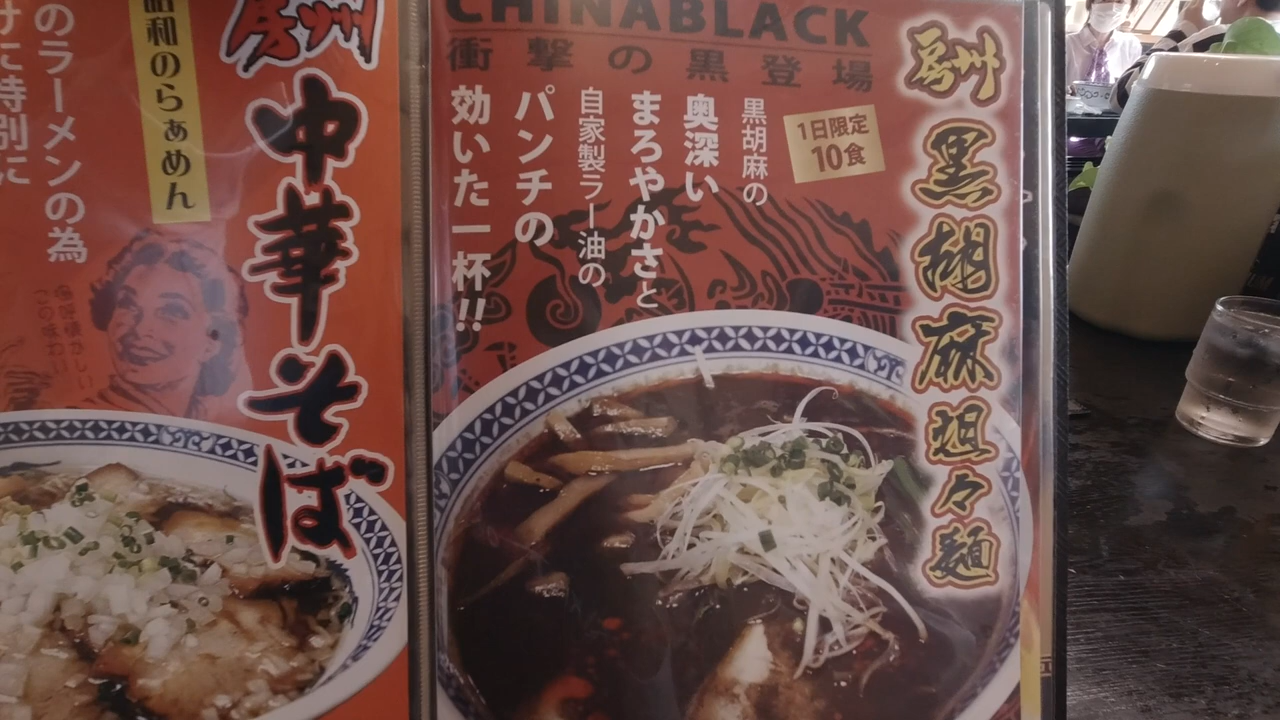 CHINABLACK
衝撃の黒登場
房州
黒胡麻担々麺
1日限定
10食
黒胡麻の
奥深い
まろやかさと
自家製ラー油の
パンチの
効いた一杯!!
房州
中華そば
昭和のらぁめん
のラーメンの為
けに特別に